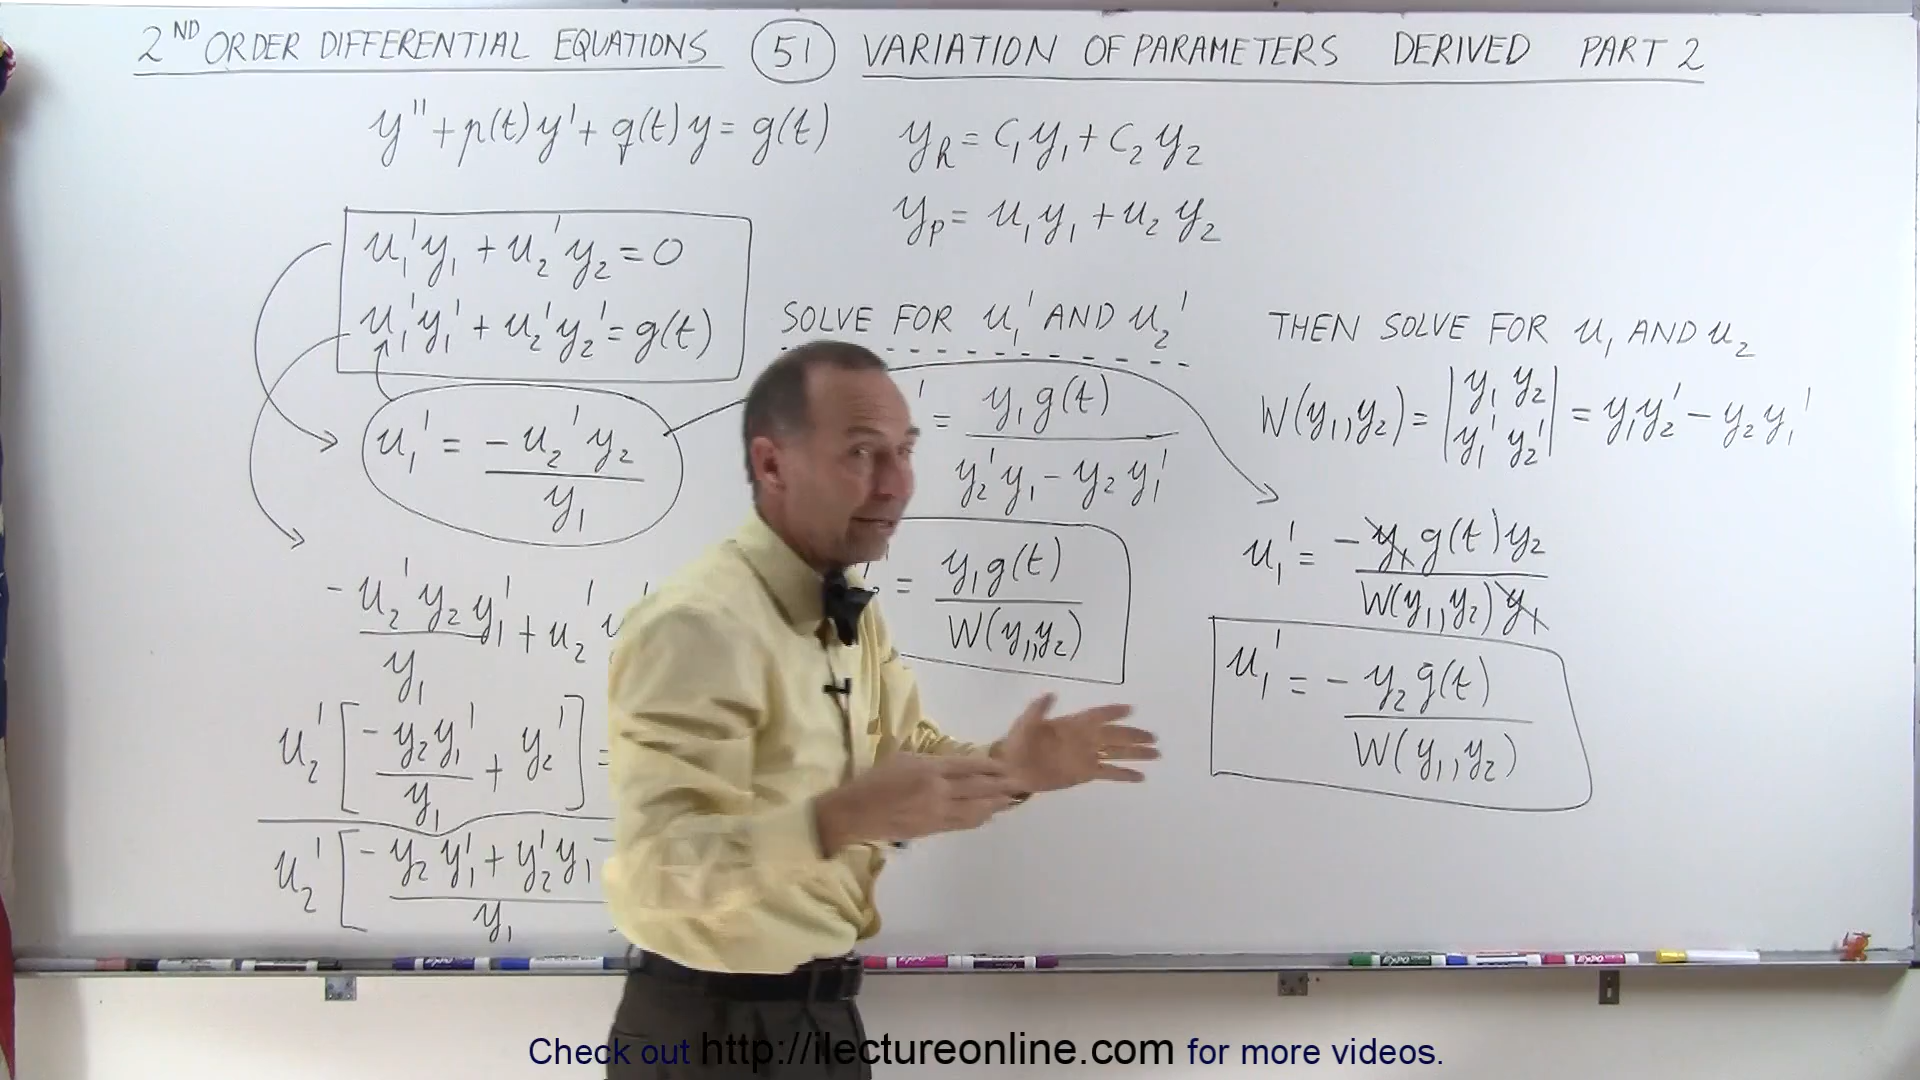 2ND ORDER DIFFERENTIAL EQUATIONS 51 VARIATION OF PARAMETERS DERIVED PART 2
y'' + p(t)y' + q(t)y = g(t)
y_h = C₁y₁ + C₂y₂
y_p = u₁y₁ + u₂y₂
u₁'y₁ + u₂'y₂ = 0
u₁'y₁' + u₂'y₂' = g(t)
u₁' = -u₂'y₂ / y₁
-u₂'y₂y₁' / y₁ + u₂'
u₂' [ -y₂y₁' / y₁ + y₂' ] =
u₂' [ -y₂y₁' + y₂'y₁ / y₁
SOLVE FOR u₁' AND u₂'
' = y₁g(t) / y₂'y₁ - y₂y₁'
= y₁g(t) / W(y₁,y₂)
THEN SOLVE FOR u₁ AND u₂
W(y₁,y₂) = | y₁ y₂ |
| y₁' y₂' | = y₁y₂' - y₂y₁'
u₁' = -y₁g(t)y₂ / W(y₁,y₂)y₁
u₁' = - y₂g(t) / W(y₁,y₂)
Check out http://ilectureonline.com for more videos.